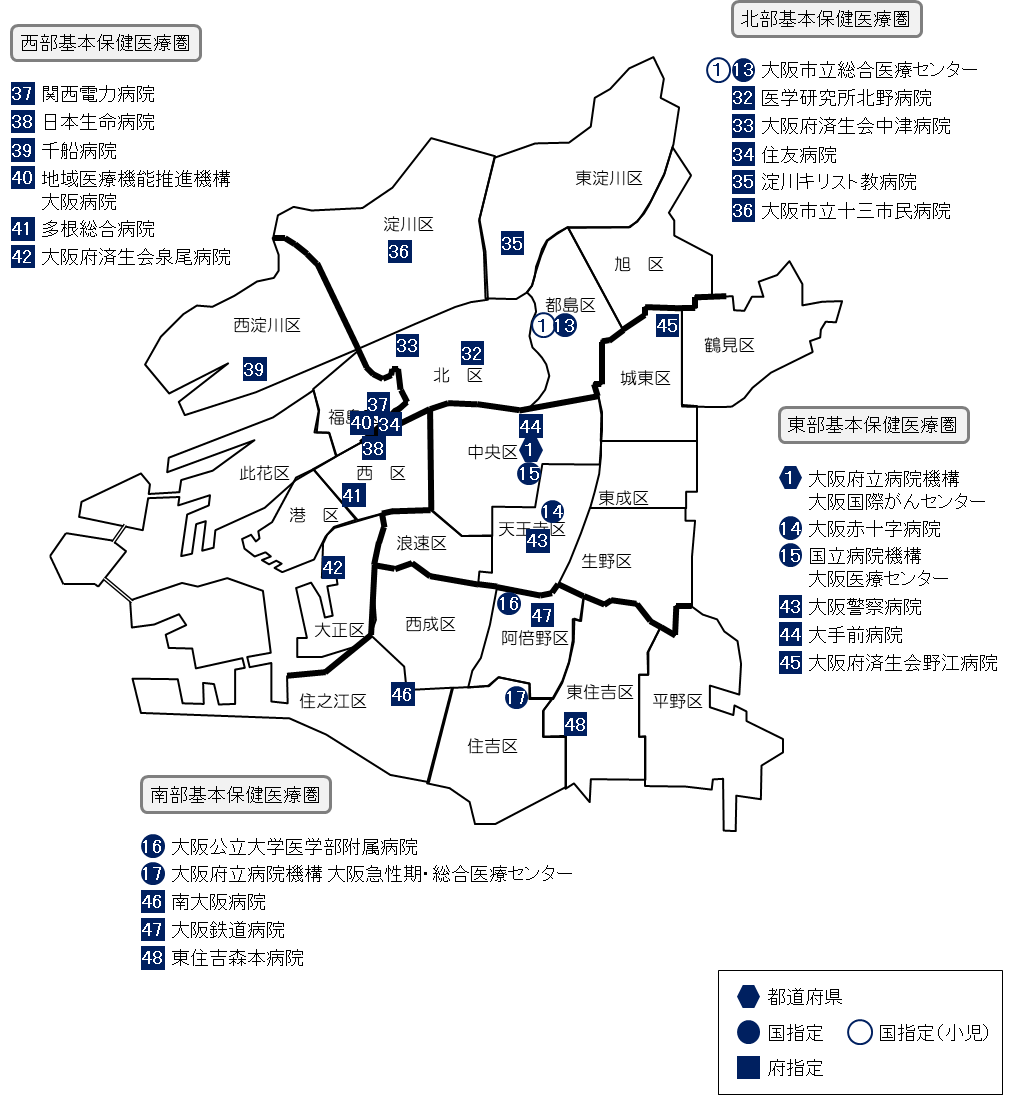 西部基本保健医療圏
37 関西電力病院
38 日本生命病院
39 千船病院
40 地域医療機能推進機構
大阪病院
41 多根総合病院
42 大阪府済生会泉尾病院
北部基本保健医療圏
1 13 大阪市立総合医療センター
32 医学研究所北野病院
33 大阪府済生会中津病院
34 住友病院
35 淀川キリスト教病院
36 大阪市立十三市民病院
東淀川区
淀川区
36
35
旭 区
都島区
1 13
45
西淀川区
39
33
32
北 区
鶴見区
城東区
37
福島
40 34
38
44
中央区 1
15
此花区
西 区
41
港 区
東成区
14
天王寺区
43
浪速区
42
生野区
大正区
西成区
16
47
阿倍野区
46
住之江区
17
東住吉区
48
平野区
住吉区
東部基本保健医療圏
1 大阪府立病院機構
大阪国際がんセンター
14 大阪赤十字病院
15 国立病院機構
大阪医療センター
43 大阪警察病院
44 大手前病院
45 大阪府済生会野江病院
南部基本保健医療圏
16 大阪公立大学医学部附属病院
17 大阪府立病院機構 大阪急性期・総合医療センター
46 南大阪病院
47 大阪鉄道病院
48 東住吉森本病院
都道府県
国指定 国指定(小児)
府指定